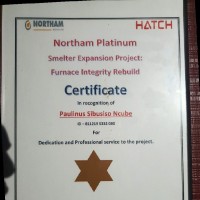 NORTHAM
HATCH
Northam Platinum
Smelter Expansion Project:
Furnace Integrity Rebuild
Certificate
In recognition of
Paulinus Sibusiso Ncube
For
Dedication and Professional service to the project.